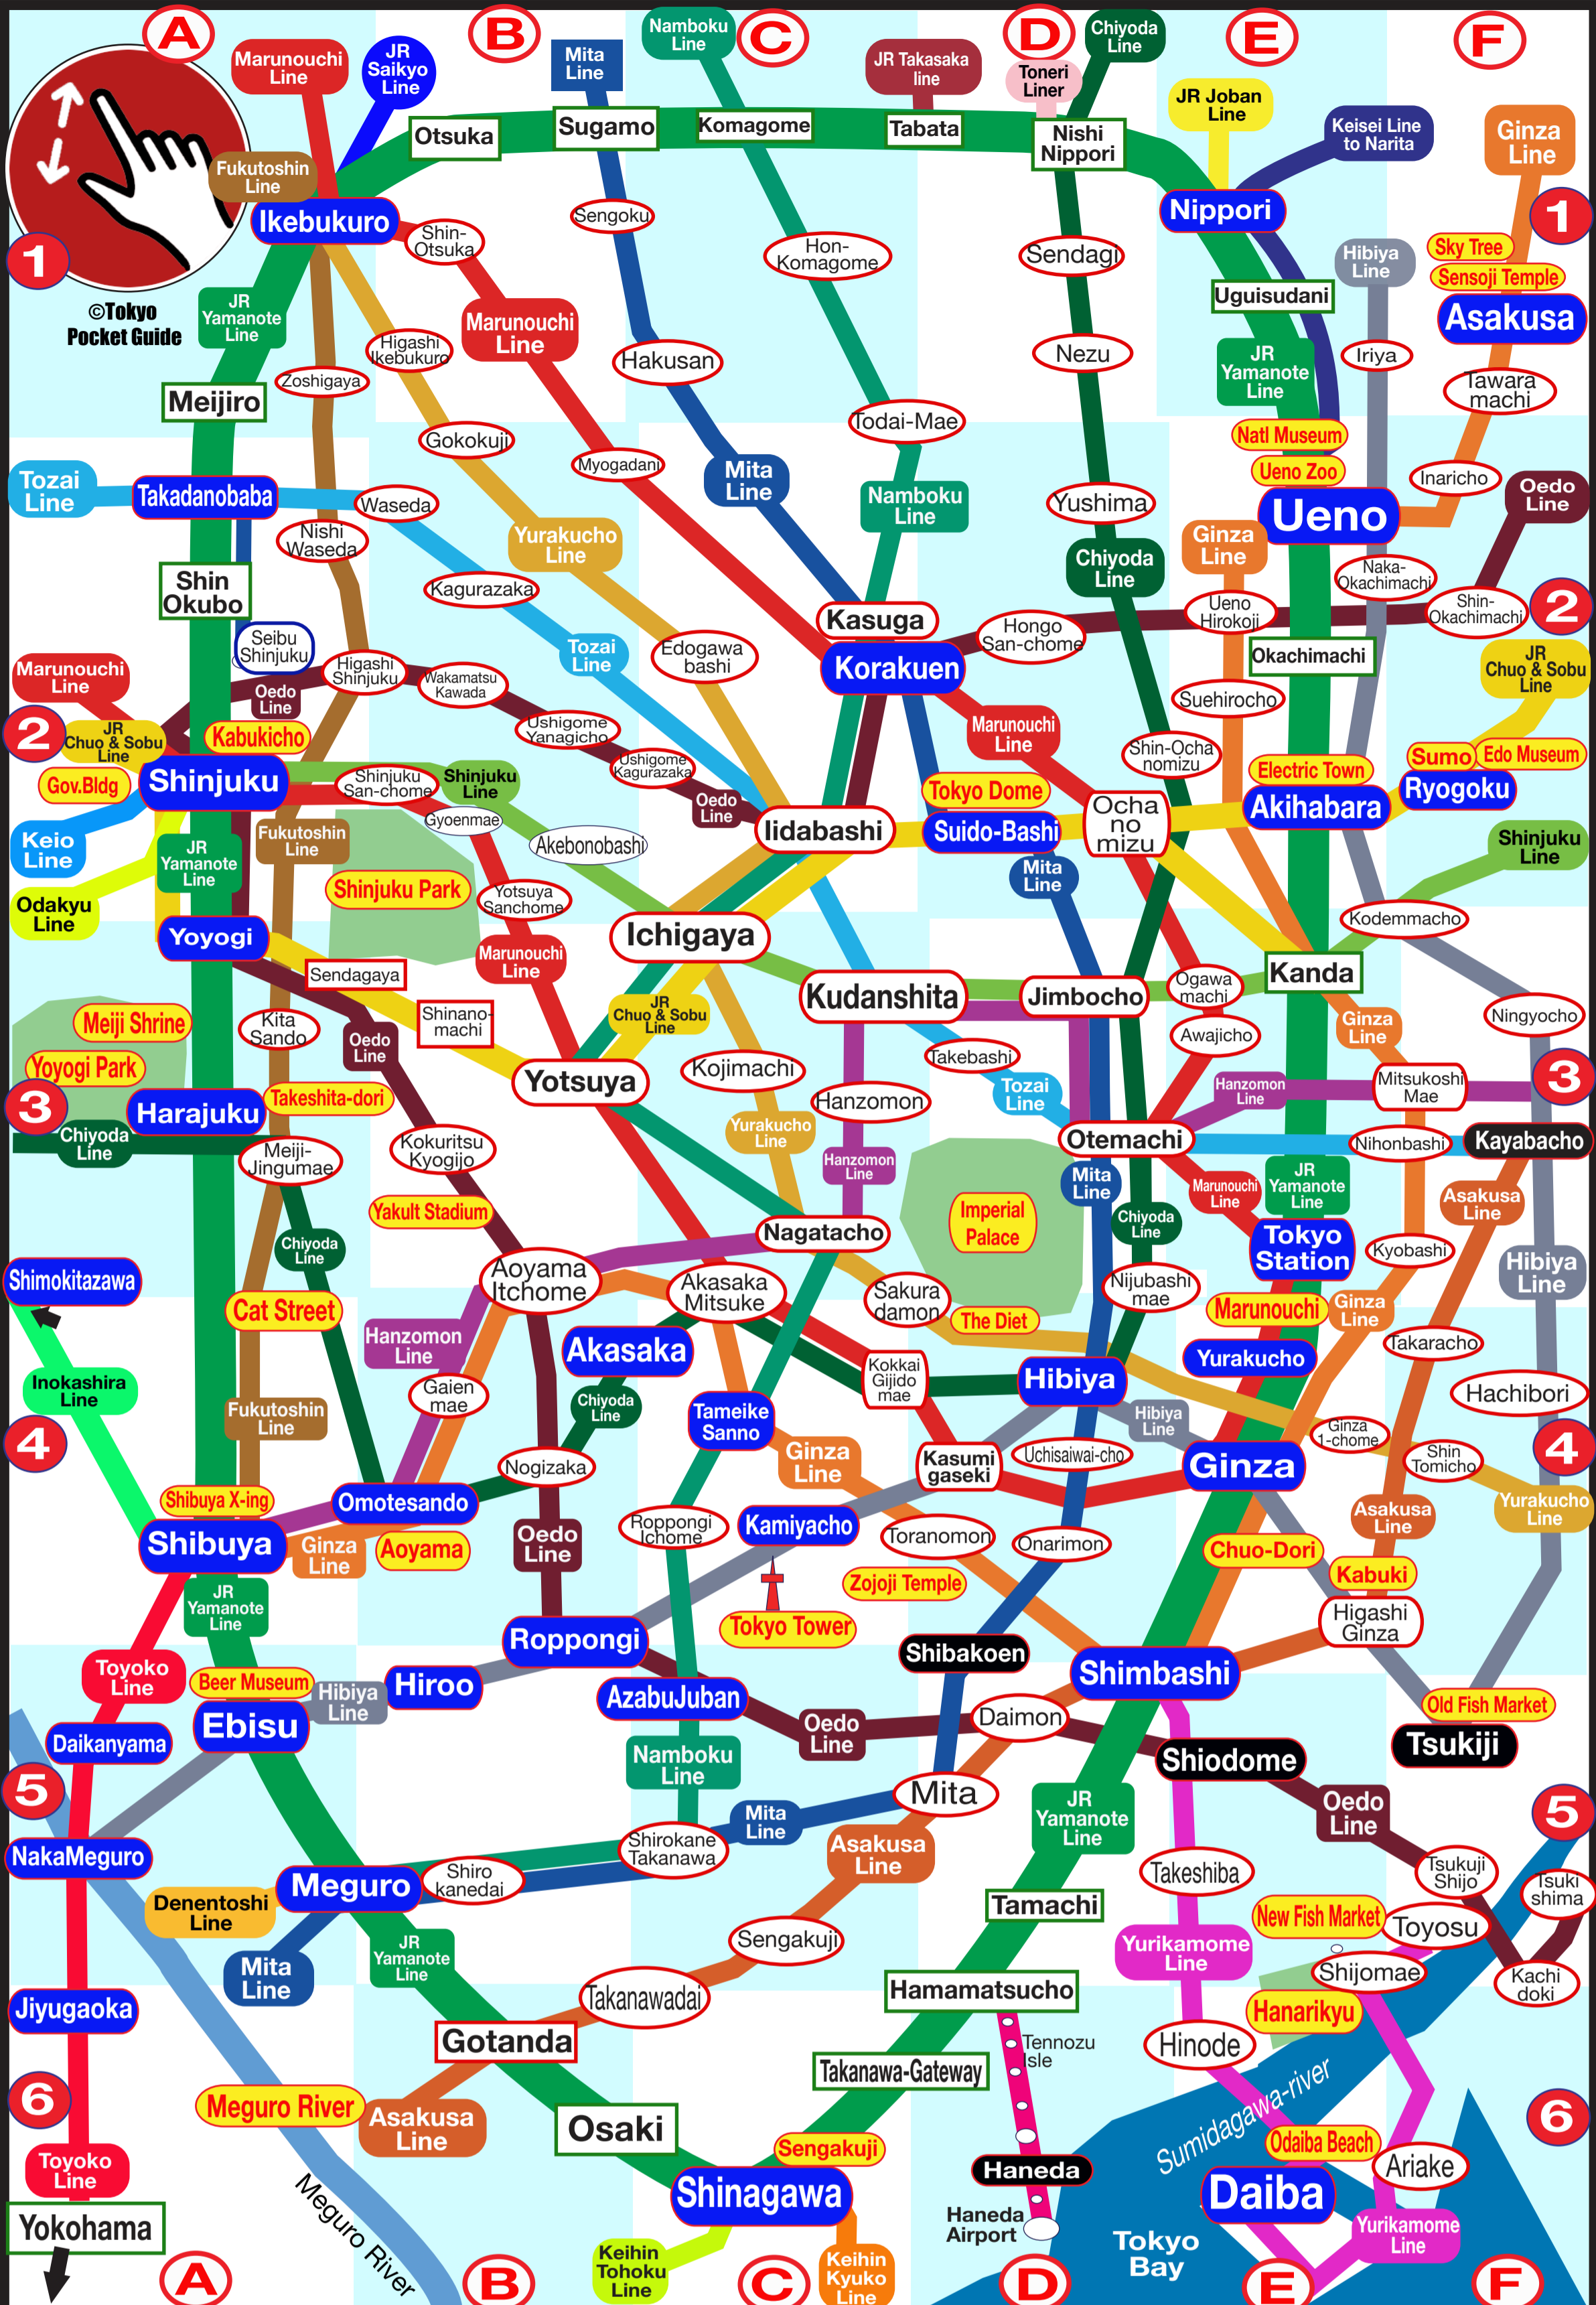 A
B
C
D
E
F
Marunouchi
Line
JR
Saikyo
Line
Mita
Line
Namboku
Line
JR Takasaka
line
Toneri
Liner
Chiyoda
Line
JR Joban
Line
Keisei Line
to Narita
Ginza
Line
Otsuka
Sugamo
Komagome
Tabata
Nishi
Nippori
Fukutoshin
Line
Ikebukuro
Shin-
Otsuka
Sengoku
Hon-
Komagome
Sendagi
Nippori
Hibiya
Line
Sky Tree
Sensoji Temple
Asakusa
1
1
©Tokyo
Pocket Guide
JR
Yamanote
Line
Higashi
Ikebukuro
Marunouchi
Line
Hakusan
Nezu
Uguisudani
Iriya
Tawara
machi
JR
Yamanote
Line
Zoshigaya
Meijiro
Gokokuji
Myogadani
Todai-Mae
Natl Museum
Ueno Zoo
Inaricho
Oedo
Line
Tozai
Line
Takadanobaba
Waseda
Mita
Line
Namboku
Line
Yushima
Ueno
Nishi
Waseda
Yurakucho
Line
Chiyoda
Line
Ginza
Line
Naka-
Okachimachi
Shin
Okubo
Kagurazaka
Kasuga
Hongo
San-chome
Ueno
Hirokoji
Shin-
Okachimachi
2
Seibu
Shinjuku
Higashi
Shinjuku
Wakamatsu
Kawada
Tozai
Line
Edogawa
bashi
Korakuen
Okachimachi
JR
Chuo & Sobu
Line
Marunouchi
Line
Oedo
Line
Suehirocho
2
JR
Chuo & Sobu
Line
Kabukicho
Ushigome
Yanagicho
Marunouchi
Line
Shin-Ocha
nomizu
Gov.Bldg
Shinjuku
Shinjuku
San-chome
Shinjuku
Line
Ushigome
Kagurazaka
Oedo
Line
Tokyo Dome
Electric Town
Sumo
Edo Museum
Ryogoku
Keio
Line
Gyoenmae
Akebonobashi
Iidabashi
Suido-Bashi
Ocha
no
mizu
Akihabara
Fukutoshin
Line
JR
Yamanote
Line
Shinjuku
Line
Odakyu
Line
Shinjuku Park
Yotsuya
Sanchome
Mita
Line
Yoyogi
Ichigaya
Kodemmacho
Sendagaya
Marunouchi
Line
Kudanshita
Jimbocho
Ogawa
machi
Kanda
Meiji Shrine
Kita
Sando
Shinano-
machi
JR
Chuo & Sobu
Line
Awajicho
Ginza
Line
Ningyocho
Oedo
Line
Yoyogi Park
Yotsuya
Kojimachi
Takebashi
Tozai
Line
Hanzomon
Line
Mitsukoshi
Mae
3
3
Harajuku
Takeshita-dori
Hanzomon
Chiyoda
Line
Meiji-
Jingumae
Kokuritsu
Kyogijo
Yurakucho
Line
Hanzomon
Line
Otemachi
Nihonbashi
Kayabacho
Mita
Line
Marunouchi
Line
JR
Yamanote
Line
Asakusa
Line
Yakult Stadium
Imperial
Palace
Chiyoda
Line
Chiyoda
Line
Nagatacho
Tokyo
Station
Kyobashi
Hibiya
Line
Shimokitazawa
Aoyama
Itchome
Akasaka
Mitsuke
Sakura
damon
Nijubashi
mae
Cat Street
The Diet
Marunouchi
Ginza
Line
Takaracho
Hanzomon
Line
Akasaka
Yurakucho
Inokashira
Line
Gaien
mae
Chiyoda
Line
Kokkai
Gijido
mae
Hibiya
Hachibori
Fukutoshin
Line
Tameike
Sanno
Hibiya
Line
Ginza
1-chome
4
4
Nogizaka
Ginza
Line
Kasumi
gaseki
Uchisaiwai-cho
Ginza
Shin
Tomicho
Shibuya X-ing
Omotesando
Yurakucho
Line
Shibuya
Ginza
Line
Aoyama
Oedo
Line
Roppongi
Ichome
Kamiyacho
Toranomon
Onarimon
Asakusa
Line
Chuo-Dori
Kabuki
JR
Yamanote
Line
Zojoji Temple
Tokyo Tower
Higashi
Ginza
Roppongi
Shibakoen
Shimbashi
Toyoko
Line
Beer Museum
Hibiya
Line
Hiroo
AzabuJuban
Old Fish Market
Daikanyama
Ebisu
Oedo
Line
Daimon
Shiodome
Tsukiji
Namboku
Line
5
5
Mita
JR
Yamanote
Line
Oedo
Line
NakaMeguro
Mita
Line
Shirokane
Takanawa
Asakusa
Line
Takeshiba
Tsukuji
Shijo
Tsuki
shima
Meguro
Shiro
kanedai
Denentoshi
Line
Tamachi
New Fish Market
Toyosu
Sengakuji
JR
Yamanote
Line
Mita
Line
Yurikamome
Line
Shijomae
Kachi
doki
Jiyugaoka
Takanawadai
Hamamatsucho
Hanarikyu
Gotanda
Tennozu
Isle
Hinode
Takanawa-Gateway
6
6
Meguro River
Asakusa
Line
Osaki
Sengakuji
Sumidagawa-river
Odaiba Beach
Toyoko
Line
Haneda
Ariake
Shinagawa
Daiba
Yokohama
Meguro River
Haneda
Airport
Tokyo
Bay
Yurikamome
Line
Keihin
Tohoku
Line
Keihin
Kyuko
Line
A
B
C
D
E
F